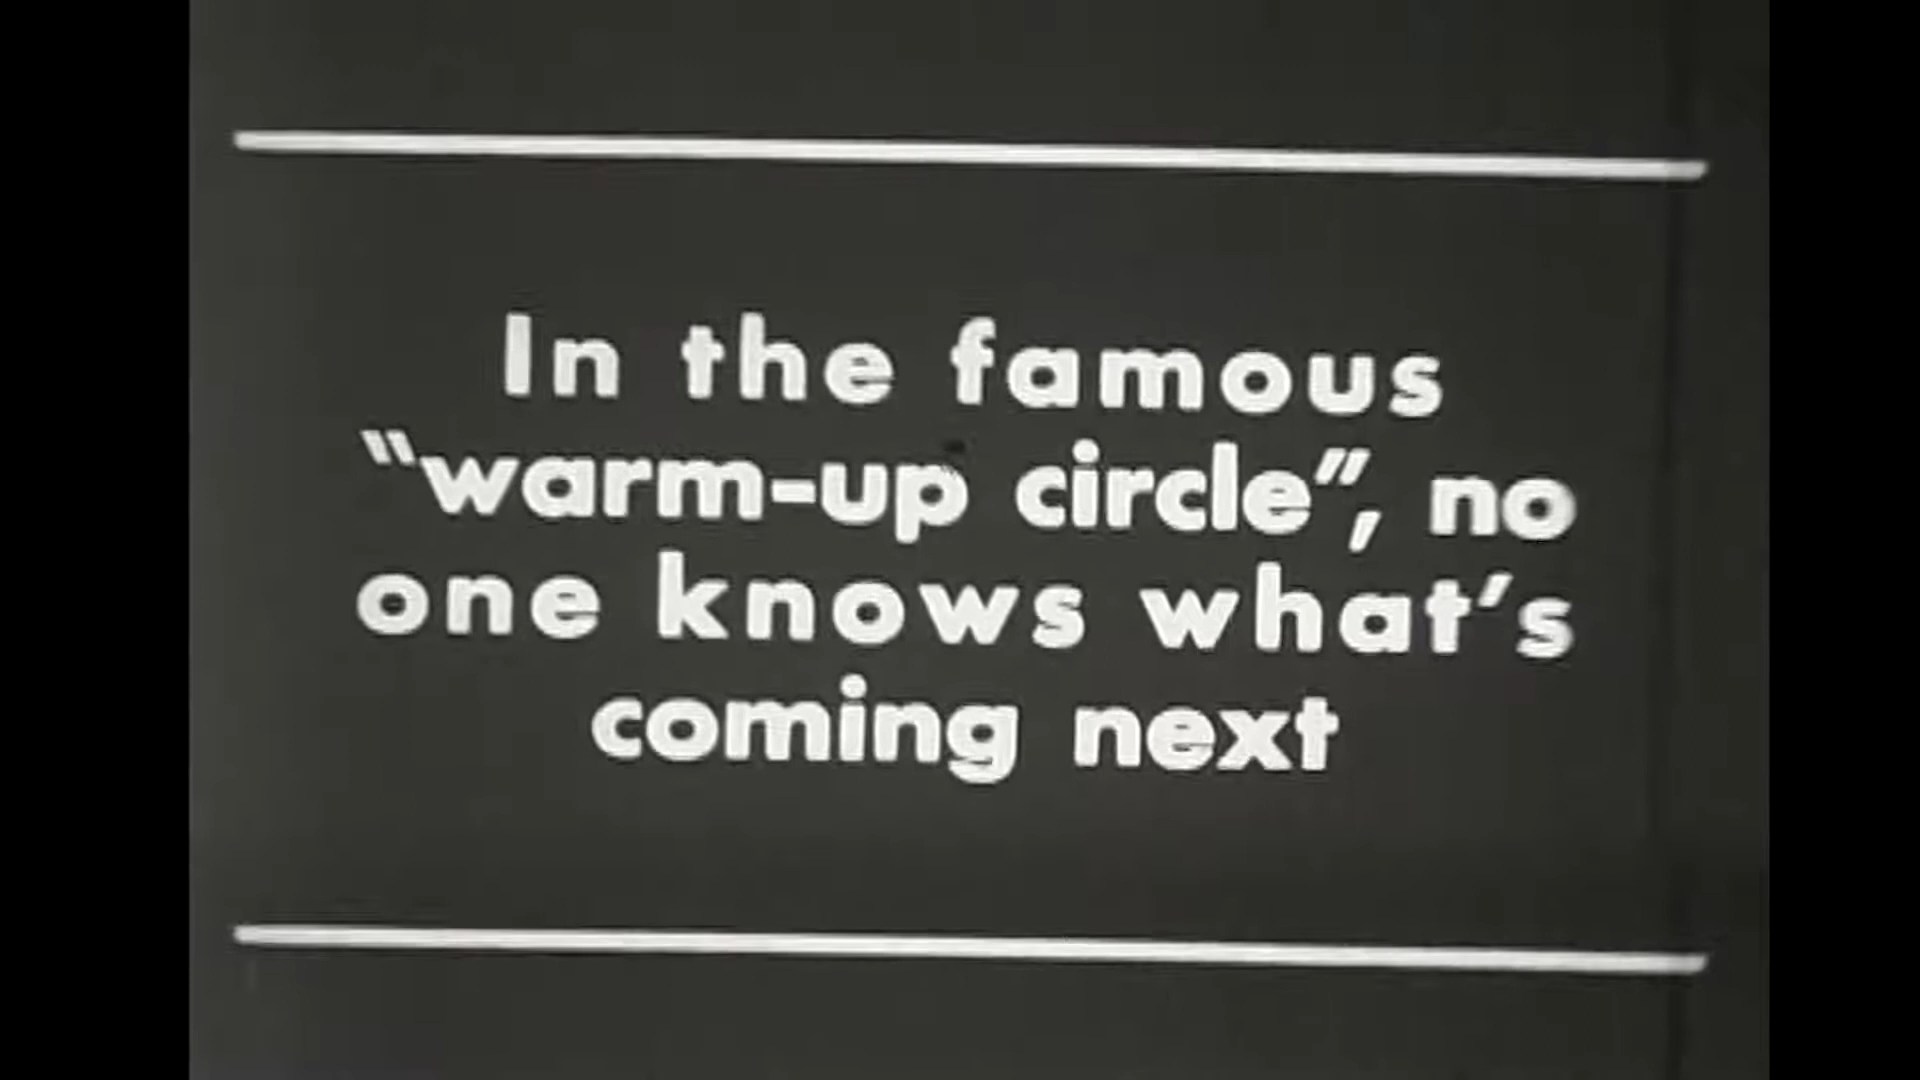 In the famous
“warm-up circle”, no
one knows what’s
coming next